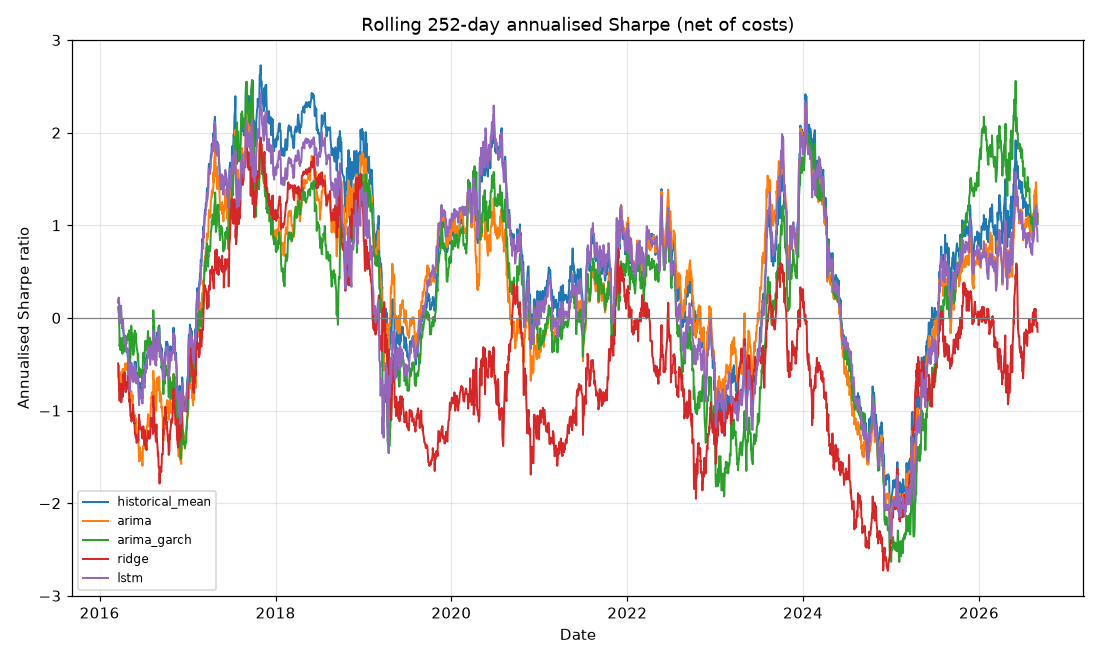 Rolling 252-day annualised Sharpe (net of costs)
Annualised Sharpe ratio
3
2
1
0
−1
−2
−3
historical_mean
arima
arima_garch
ridge
lstm
2016
2018
2020
2022
2024
2026
Date